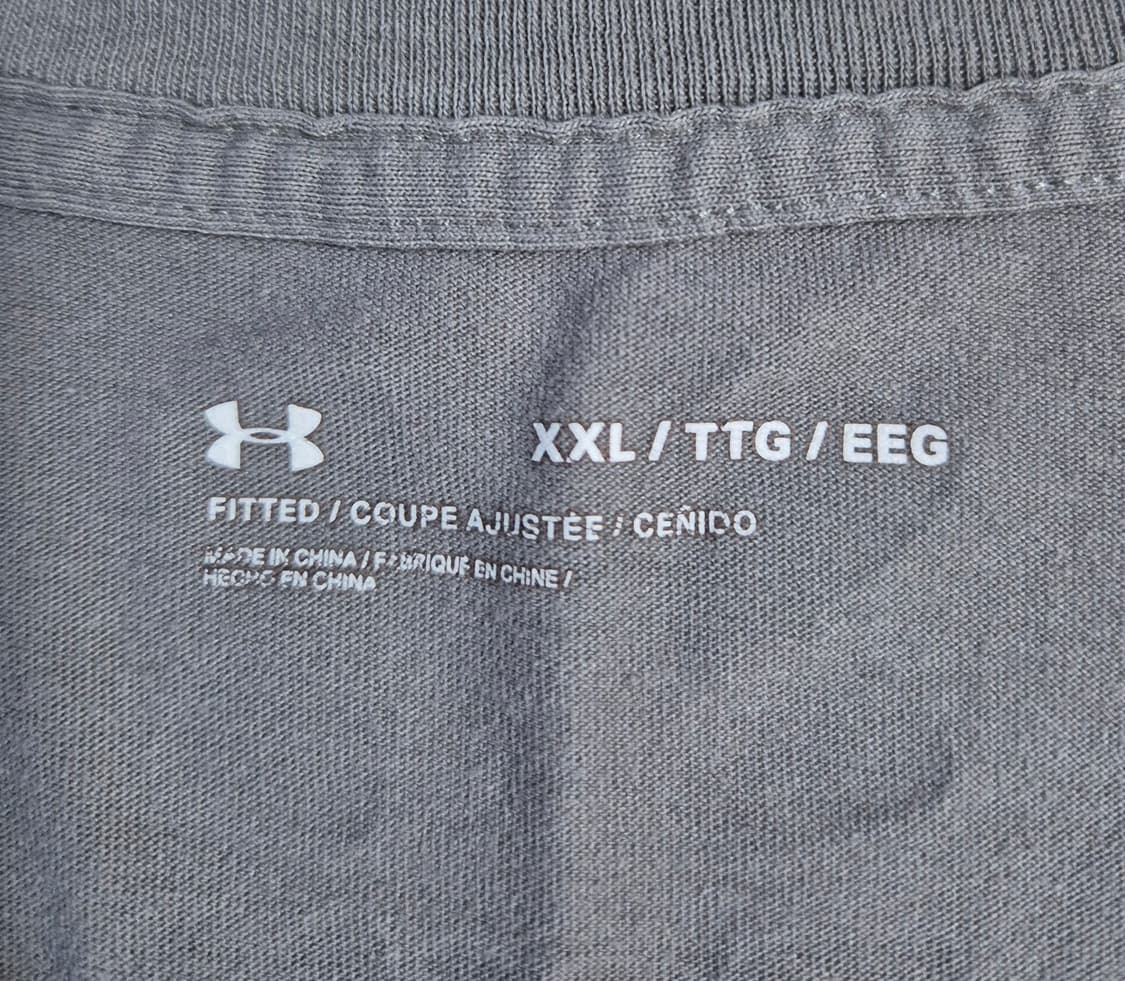 XXL / TTG / EEG
FITTED / COUPE AJUSTÉE / CEÑIDO
MADE IN CHINA / FABRIQUÉ EN CHINE /
HECHO EN CHINA